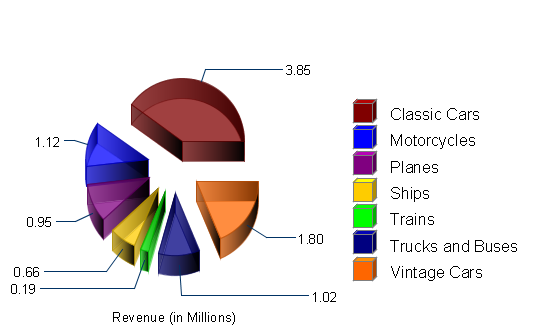 3.85
1.12
0.95
0.66
0.19
1.02
1.80
Classic Cars
Motorcycles
Planes
Ships
Trains
Trucks and Buses
Vintage Cars
Revenue (in Millions)